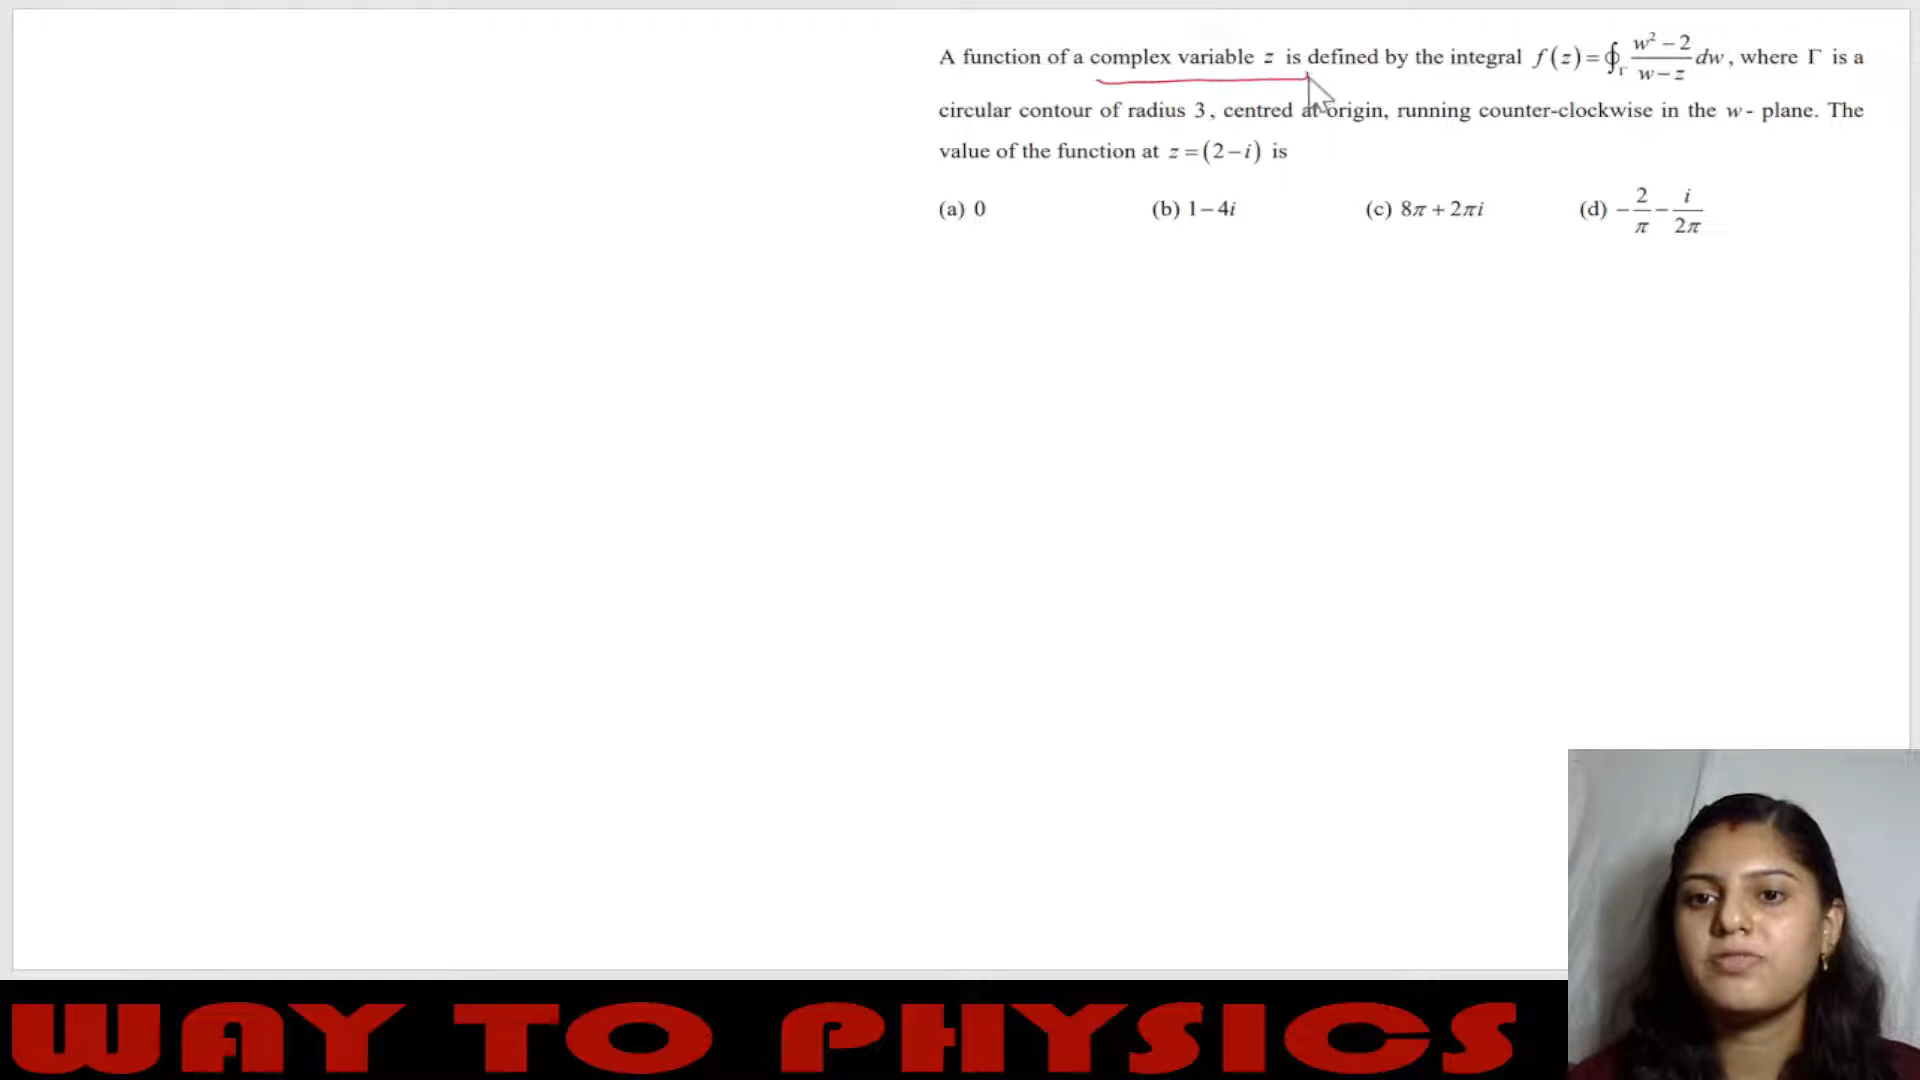 A function of a complex variable z is defined by the integral f(z) = ∮_Γ (w² − 2)/(w − z) dw, where Γ is a
circular contour of radius 3, centred at origin, running counter-clockwise in the w - plane. The
value of the function at z = (2 − i) is
(a) 0 (b) 1 − 4i (c) 8π + 2πi (d) −2/π − i/2π
WAY TO PHYSICS